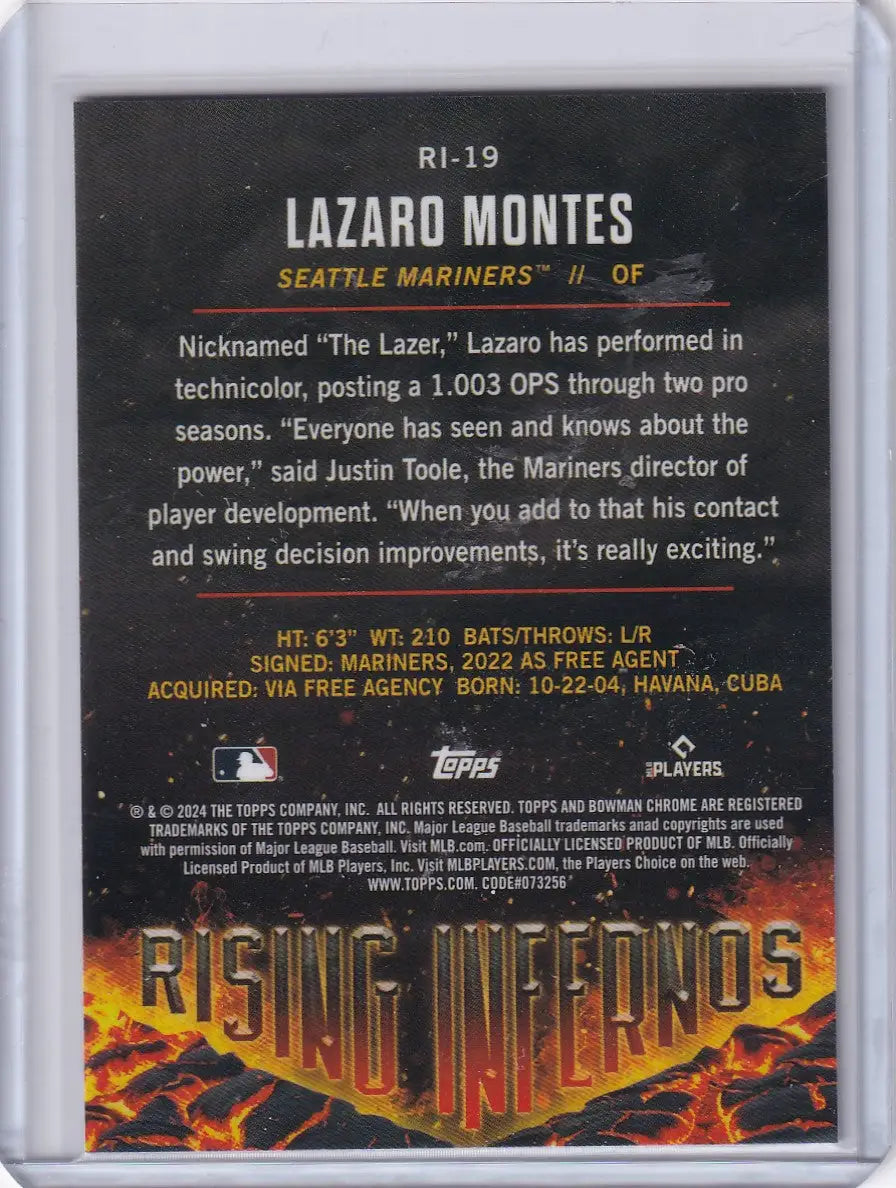 RI-19
LAZARO MONTES
SEATTLE MARINERS™ // OF
Nicknamed “The Lazer,” Lazaro has performed in
technicolor, posting a 1.003 OPS through two pro
seasons. “Everyone has seen and knows about the
power,” said Justin Toole, the Mariners director of
player development. “When you add to that his contact
and swing decision improvements, it’s really exciting.”
HT: 6’3” WT: 210 BATS/THROWS: L/R
SIGNED: MARINERS, 2022 AS FREE AGENT
ACQUIRED: VIA FREE AGENCY BORN: 10-22-04, HAVANA, CUBA
Topps MLB PLAYERS
® & © 2024 THE TOPPS COMPANY, INC. ALL RIGHTS RESERVED. TOPPS AND BOWMAN CHROME ARE REGISTERED
TRADEMARKS OF THE TOPPS COMPANY, INC. Major League Baseball trademarks anad copyrights are used
with permission of Major League Baseball. Visit MLB.com. OFFICIALLY LICENSED PRODUCT OF MLB. Officially
Licensed Product of MLB Players, Inc. Visit MLBPLAYERS.COM, the Players Choice on the web.
WWW.TOPPS.COM. CODE#073256
RISING INFERNOS